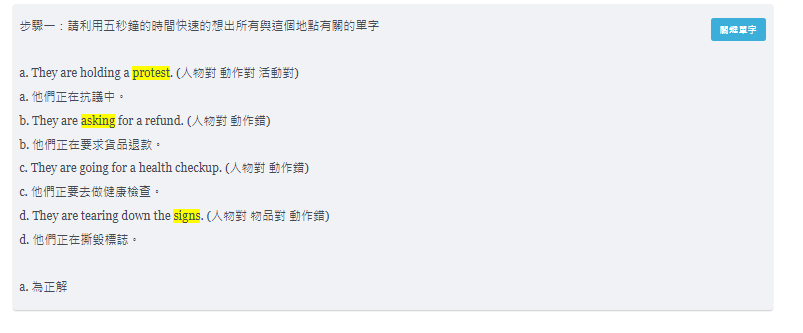 步驟一：請利用五秒鐘的時間快速的想出所有與這個地點有關的單字
關鍵單字
a. They are holding a protest. (人物對 動作對 活動對)
a. 他們正在抗議中。
b. They are asking for a refund. (人物對 動作錯)
b. 他們正在要求貨品退款。
c. They are going for a health checkup. (人物對 動作錯)
c. 他們正要去做健康檢查。
d. They are tearing down the signs. (人物對 物品對 動作錯)
d. 他們正在撕毀標誌。
a. 為正解